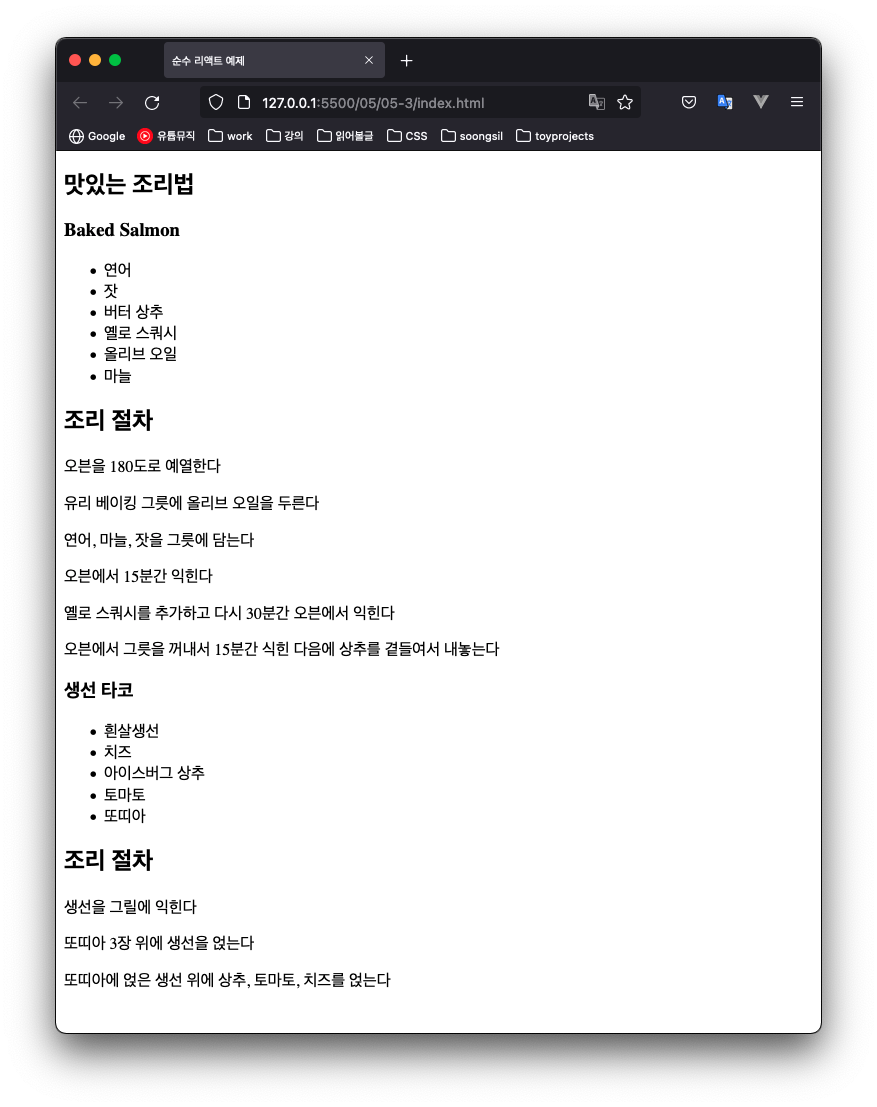 순수 리액트 예제
127.0.0.1:5500/05/05-3/index.html
Google 유튭뮤직 work 강의 읽어볼글 CSS soongsil toyprojects
맛있는 조리법
Baked Salmon
연어
잣
버터 상추
옐로 스쿼시
올리브 오일
마늘
조리 절차
오븐을 180도로 예열한다
유리 베이킹 그릇에 올리브 오일을 두른다
연어, 마늘, 잣을 그릇에 담는다
오븐에서 15분간 익힌다
옐로 스쿼시를 추가하고 다시 30분간 오븐에서 익힌다
오븐에서 그릇을 꺼내서 15분간 식힌 다음에 상추를 곁들여서 내놓는다
생선 타코
흰살생선
치즈
아이스버그 상추
토마토
또띠아
조리 절차
생선을 그릴에 익힌다
또띠아 3장 위에 생선을 얹는다
또띠아에 얹은 생선 위에 상추, 토마토, 치즈를 얹는다